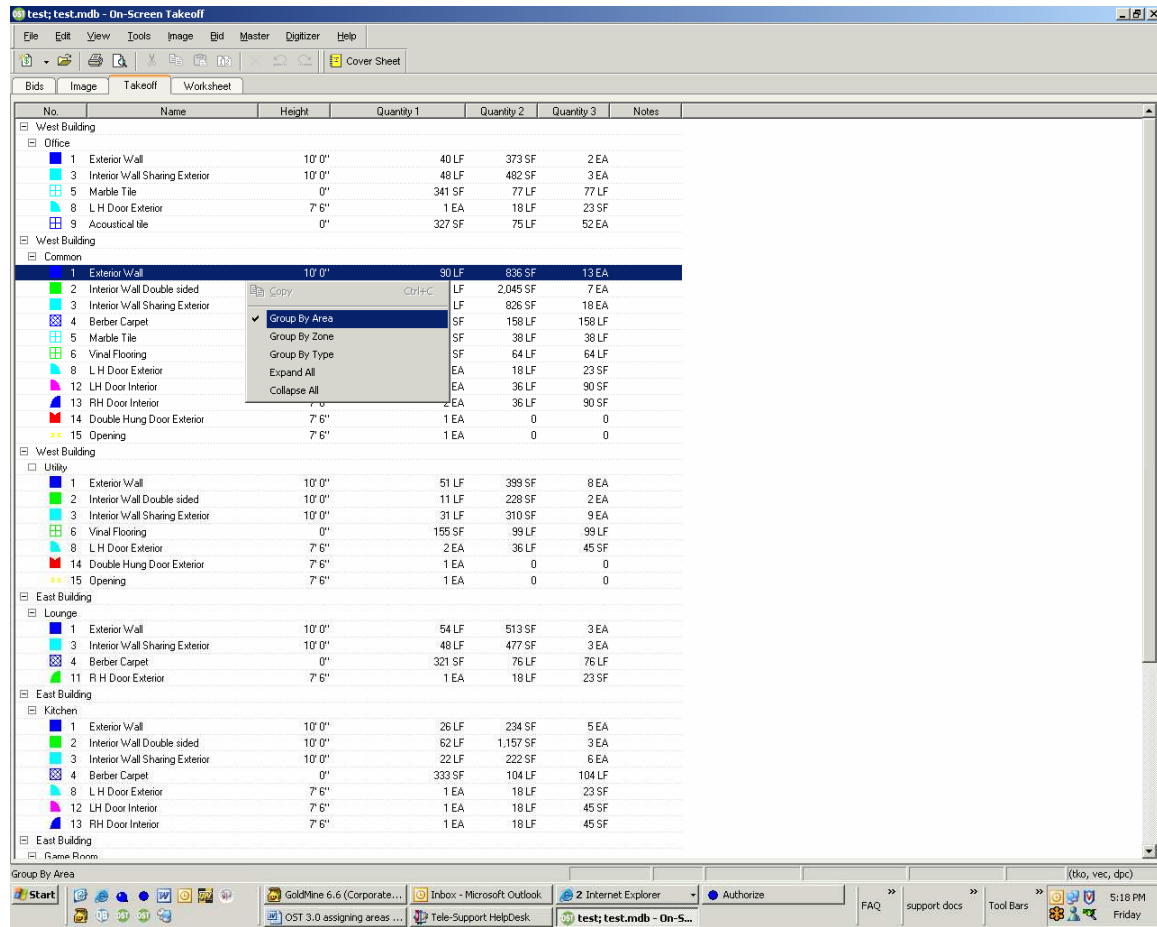 test; test.mdb - On-Screen Takeoff
File Edit View Tools Image Bid Master Digitizer Help
Cover Sheet
Bids Image Takeoff Worksheet
No. Name Height Quantity 1 Quantity 2 Quantity 3 Notes
West Building
Office
1 Exterior Wall 10' 0" 40 LF 373 SF 2 EA
3 Interior Wall Sharing Exterior 10' 0" 48 LF 482 SF 3 EA
5 Marble Tile 0" 341 SF 77 LF 77 LF
8 L H Door Exterior 7' 6" 1 EA 18 LF 23 SF
9 Acoustical tile 0" 327 SF 75 LF 52 EA
West Building
Common
1 Exterior Wall 10' 0" 90 LF 836 SF 13 EA
2 Interior Wall Double sided LF 2,045 SF 7 EA
3 Interior Wall Sharing Exterior LF 826 SF 18 EA
4 Berber Carpet SF 158 LF 158 LF
5 Marble Tile SF 38 LF 38 LF
6 Vinal Flooring SF 64 LF 64 LF
8 L H Door Exterior EA 18 LF 23 SF
12 LH Door Interior EA 36 LF 90 SF
13 RH Door Interior 7' 6" 2 EA 36 LF 90 SF
14 Double Hung Door Exterior 7' 6" 1 EA 0 0
15 Opening 7' 6" 1 EA 0 0
Copy Ctrl+C
Group By Area
Group By Zone
Group By Type
Expand All
Collapse All
West Building
Utility
1 Exterior Wall 10' 0" 51 LF 399 SF 8 EA
2 Interior Wall Double sided 10' 0" 11 LF 228 SF 2 EA
3 Interior Wall Sharing Exterior 10' 0" 31 LF 310 SF 9 EA
6 Vinal Flooring 0" 155 SF 99 LF 99 LF
8 L H Door Exterior 7' 6" 2 EA 36 LF 45 SF
14 Double Hung Door Exterior 7' 6" 1 EA 0 0
15 Opening 7' 6" 1 EA 0 0
East Building
Lounge
1 Exterior Wall 10' 0" 54 LF 513 SF 3 EA
3 Interior Wall Sharing Exterior 10' 0" 48 LF 477 SF 3 EA
4 Berber Carpet 0" 321 SF 76 LF 76 LF
11 R H Door Exterior 7' 6" 1 EA 18 LF 23 SF
East Building
Kitchen
1 Exterior Wall 10' 0" 26 LF 234 SF 5 EA
2 Interior Wall Double sided 10' 0" 62 LF 1,157 SF 3 EA
3 Interior Wall Sharing Exterior 10' 0" 22 LF 222 SF 6 EA
4 Berber Carpet 0" 333 SF 104 LF 104 LF
8 L H Door Exterior 7' 6" 1 EA 18 LF 23 SF
12 LH Door Interior 7' 6" 1 EA 18 LF 45 SF
13 RH Door Interior 7' 6" 1 EA 18 LF 45 SF
East Building
Game Room
Group By Area (tko, vec, dpc)
Start GoldMine 6.6 (Corporate... Inbox - Microsoft Outlook 2 Internet Explorer Authorize FAQ support docs Tool Bars 5:18 PM
OST 3.0 assigning areas ... Tele-Support HelpDesk test; test.mdb - On-S... Friday